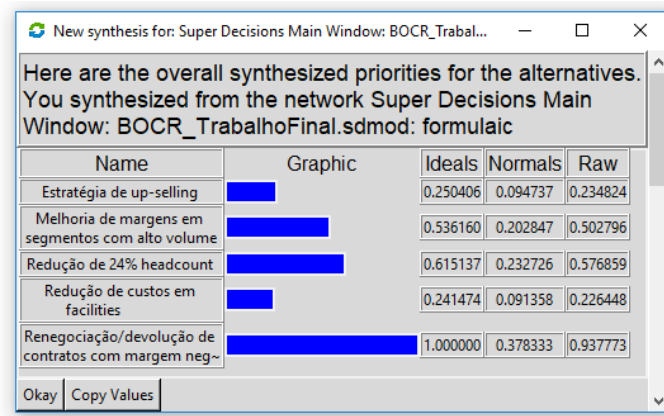 New synthesis for: Super Decisions Main Window: BOCR_Trabal...
Here are the overall synthesized priorities for the alternatives.
You synthesized from the network Super Decisions Main
Window: BOCR_TrabalhoFinal.sdmod: formulaic
Name Graphic Ideals Normals Raw
Estratégia de up-selling 0.250406 0.094737 0.234824
Melhoria de margens em
segmentos com alto volume 0.536160 0.202847 0.502796
Redução de 24% headcount 0.615137 0.232726 0.576859
Redução de custos em
facilities 0.241474 0.091358 0.226448
Renegociação/devolução de
contratos com margem neg~ 1.000000 0.378333 0.937773
Okay Copy Values